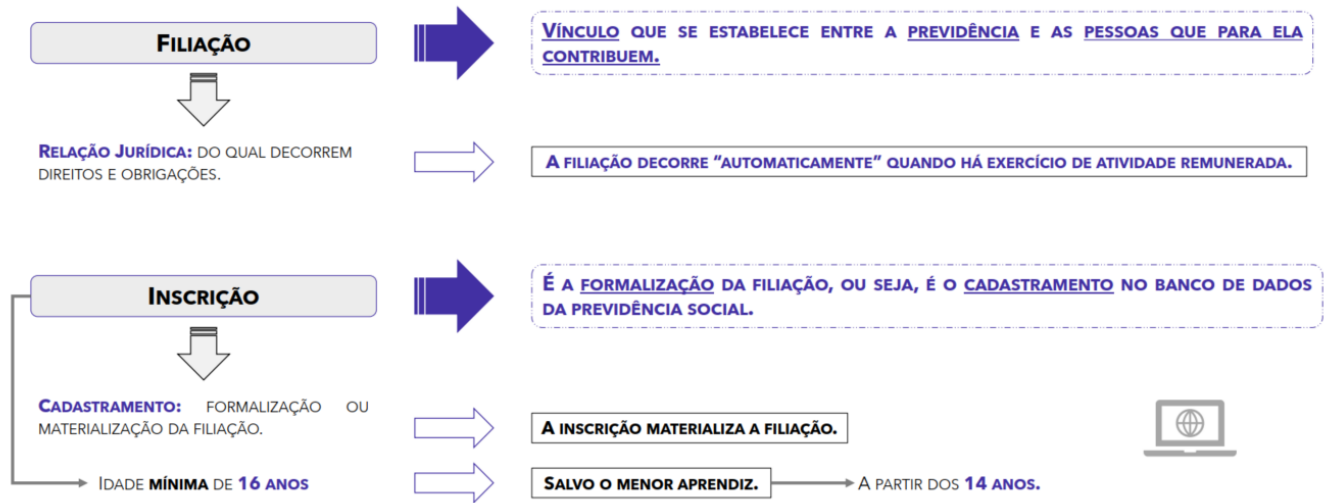 FILIAÇÃO
VÍNCULO QUE SE ESTABELECE ENTRE A PREVIDÊNCIA E AS PESSOAS QUE PARA ELA
CONTRIBUEM.
RELAÇÃO JURÍDICA: DO QUAL DECORREM
DIREITOS E OBRIGAÇÕES.
A FILIAÇÃO DECORRE “AUTOMATICAMENTE” QUANDO HÁ EXERCÍCIO DE ATIVIDADE REMUNERADA.
INSCRIÇÃO
É A FORMALIZAÇÃO DA FILIAÇÃO, OU SEJA, É O CADASTRAMENTO NO BANCO DE DADOS
DA PREVIDÊNCIA SOCIAL.
CADASTRAMENTO: FORMALIZAÇÃO OU
MATERIALIZAÇÃO DA FILIAÇÃO.
A INSCRIÇÃO MATERIALIZA A FILIAÇÃO.
IDADE MÍNIMA DE 16 ANOS
SALVO O MENOR APRENDIZ.
A PARTIR DOS 14 ANOS.